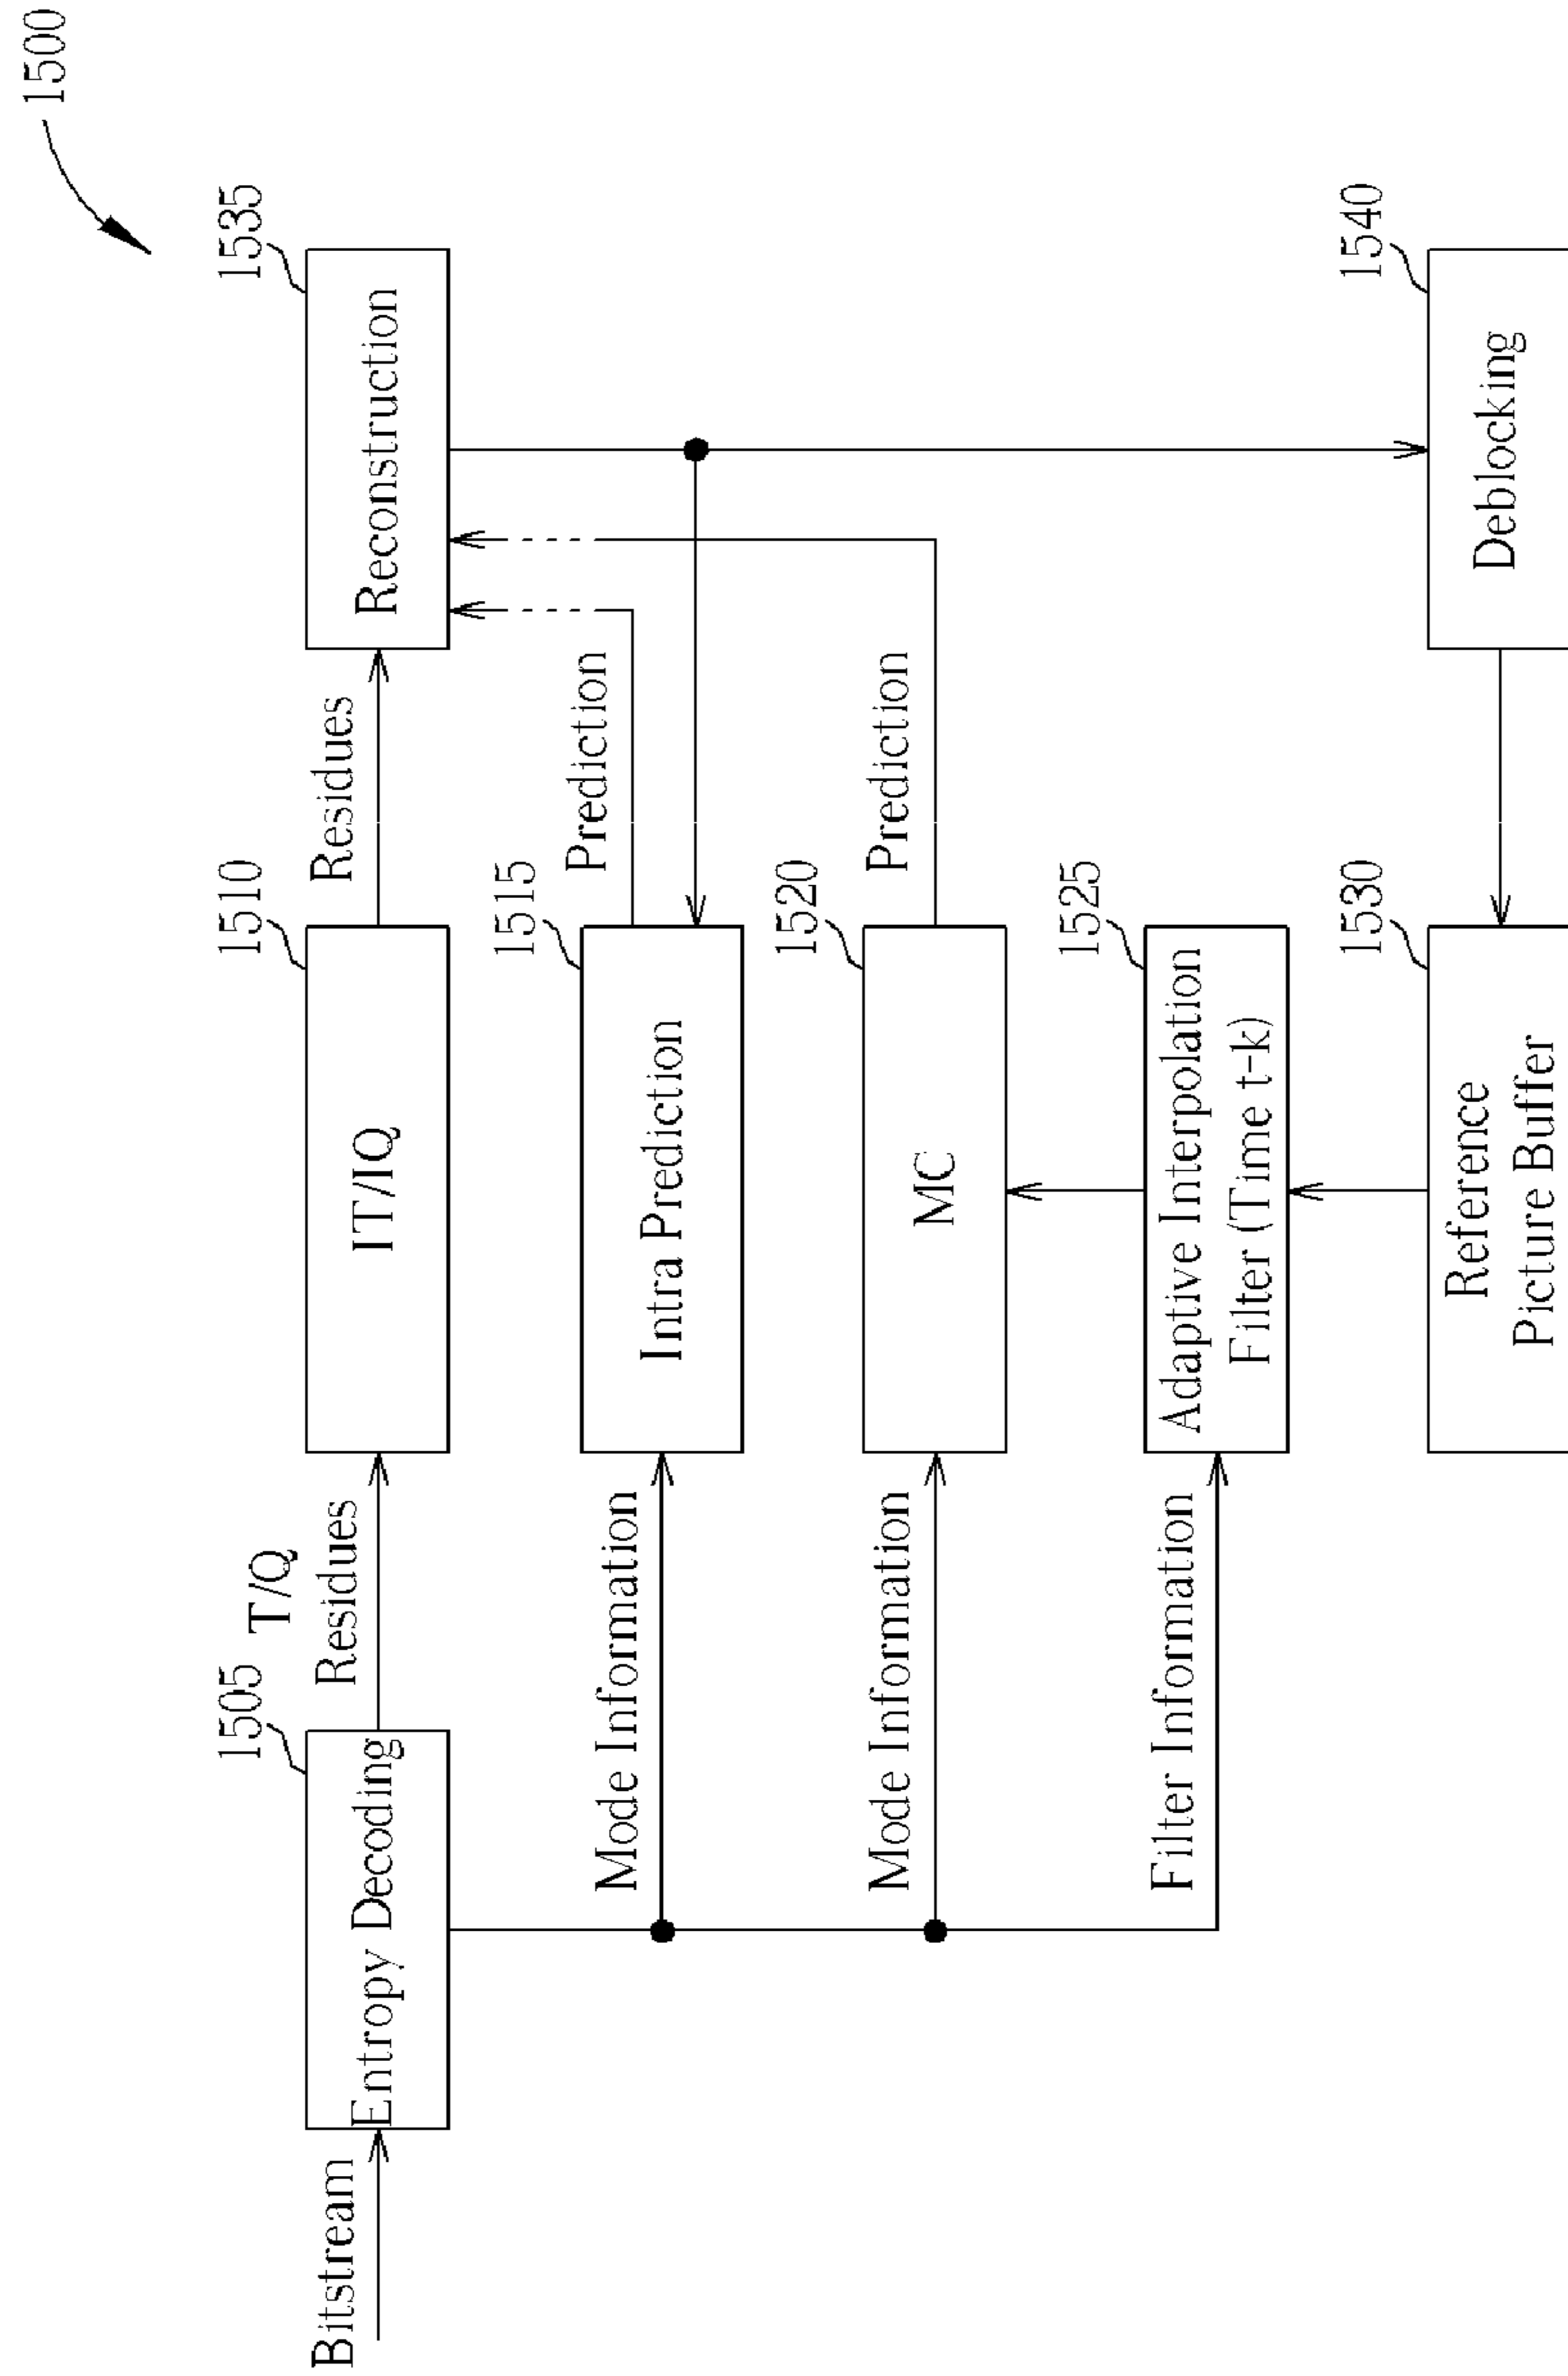 1500
1505
T/Q
Residues
1510
Residues
1535
Bitstream
Entropy Decoding
IT/IQ
Reconstruction
1515
Mode Information
Intra Prediction
Prediction
1520
Mode Information
MC
Prediction
1525
Filter Information
Adaptive Interpolation
Filter (Time t-k)
1530
Reference
Picture Buffer
1540
Deblocking